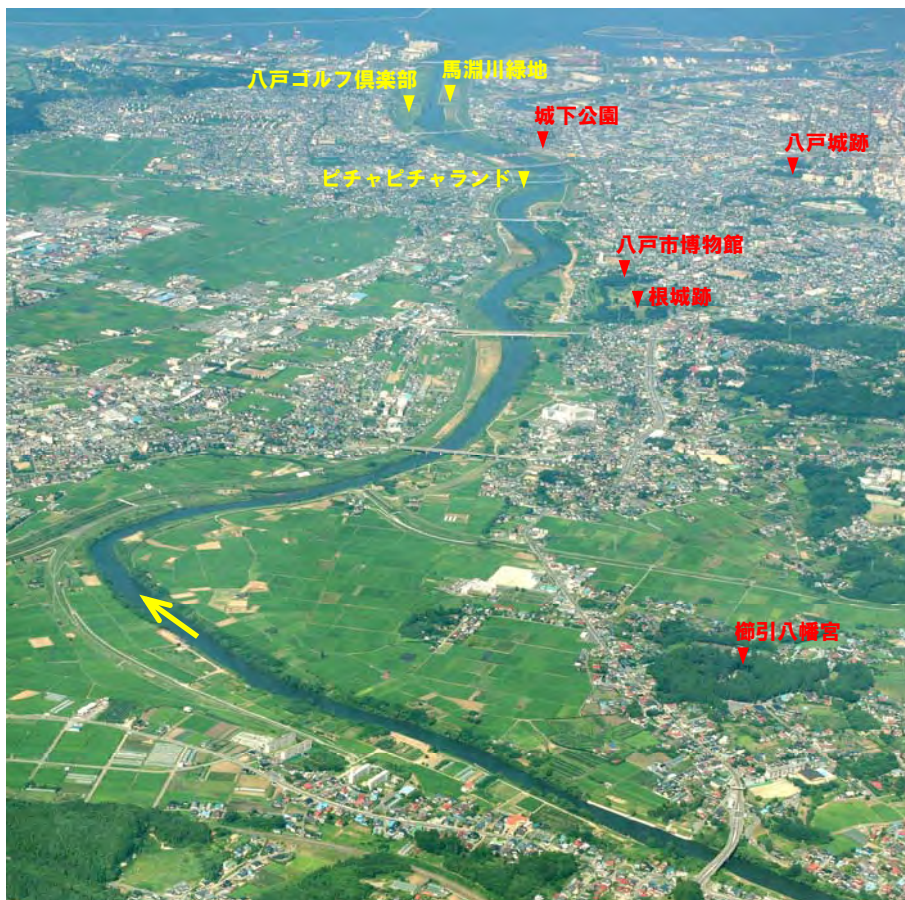 馬淵川緑地
八戸ゴルフ倶楽部
城下公園
八戸城跡
ピチャピチャランド
八戸市博物館
根城跡
櫛引八幡宮